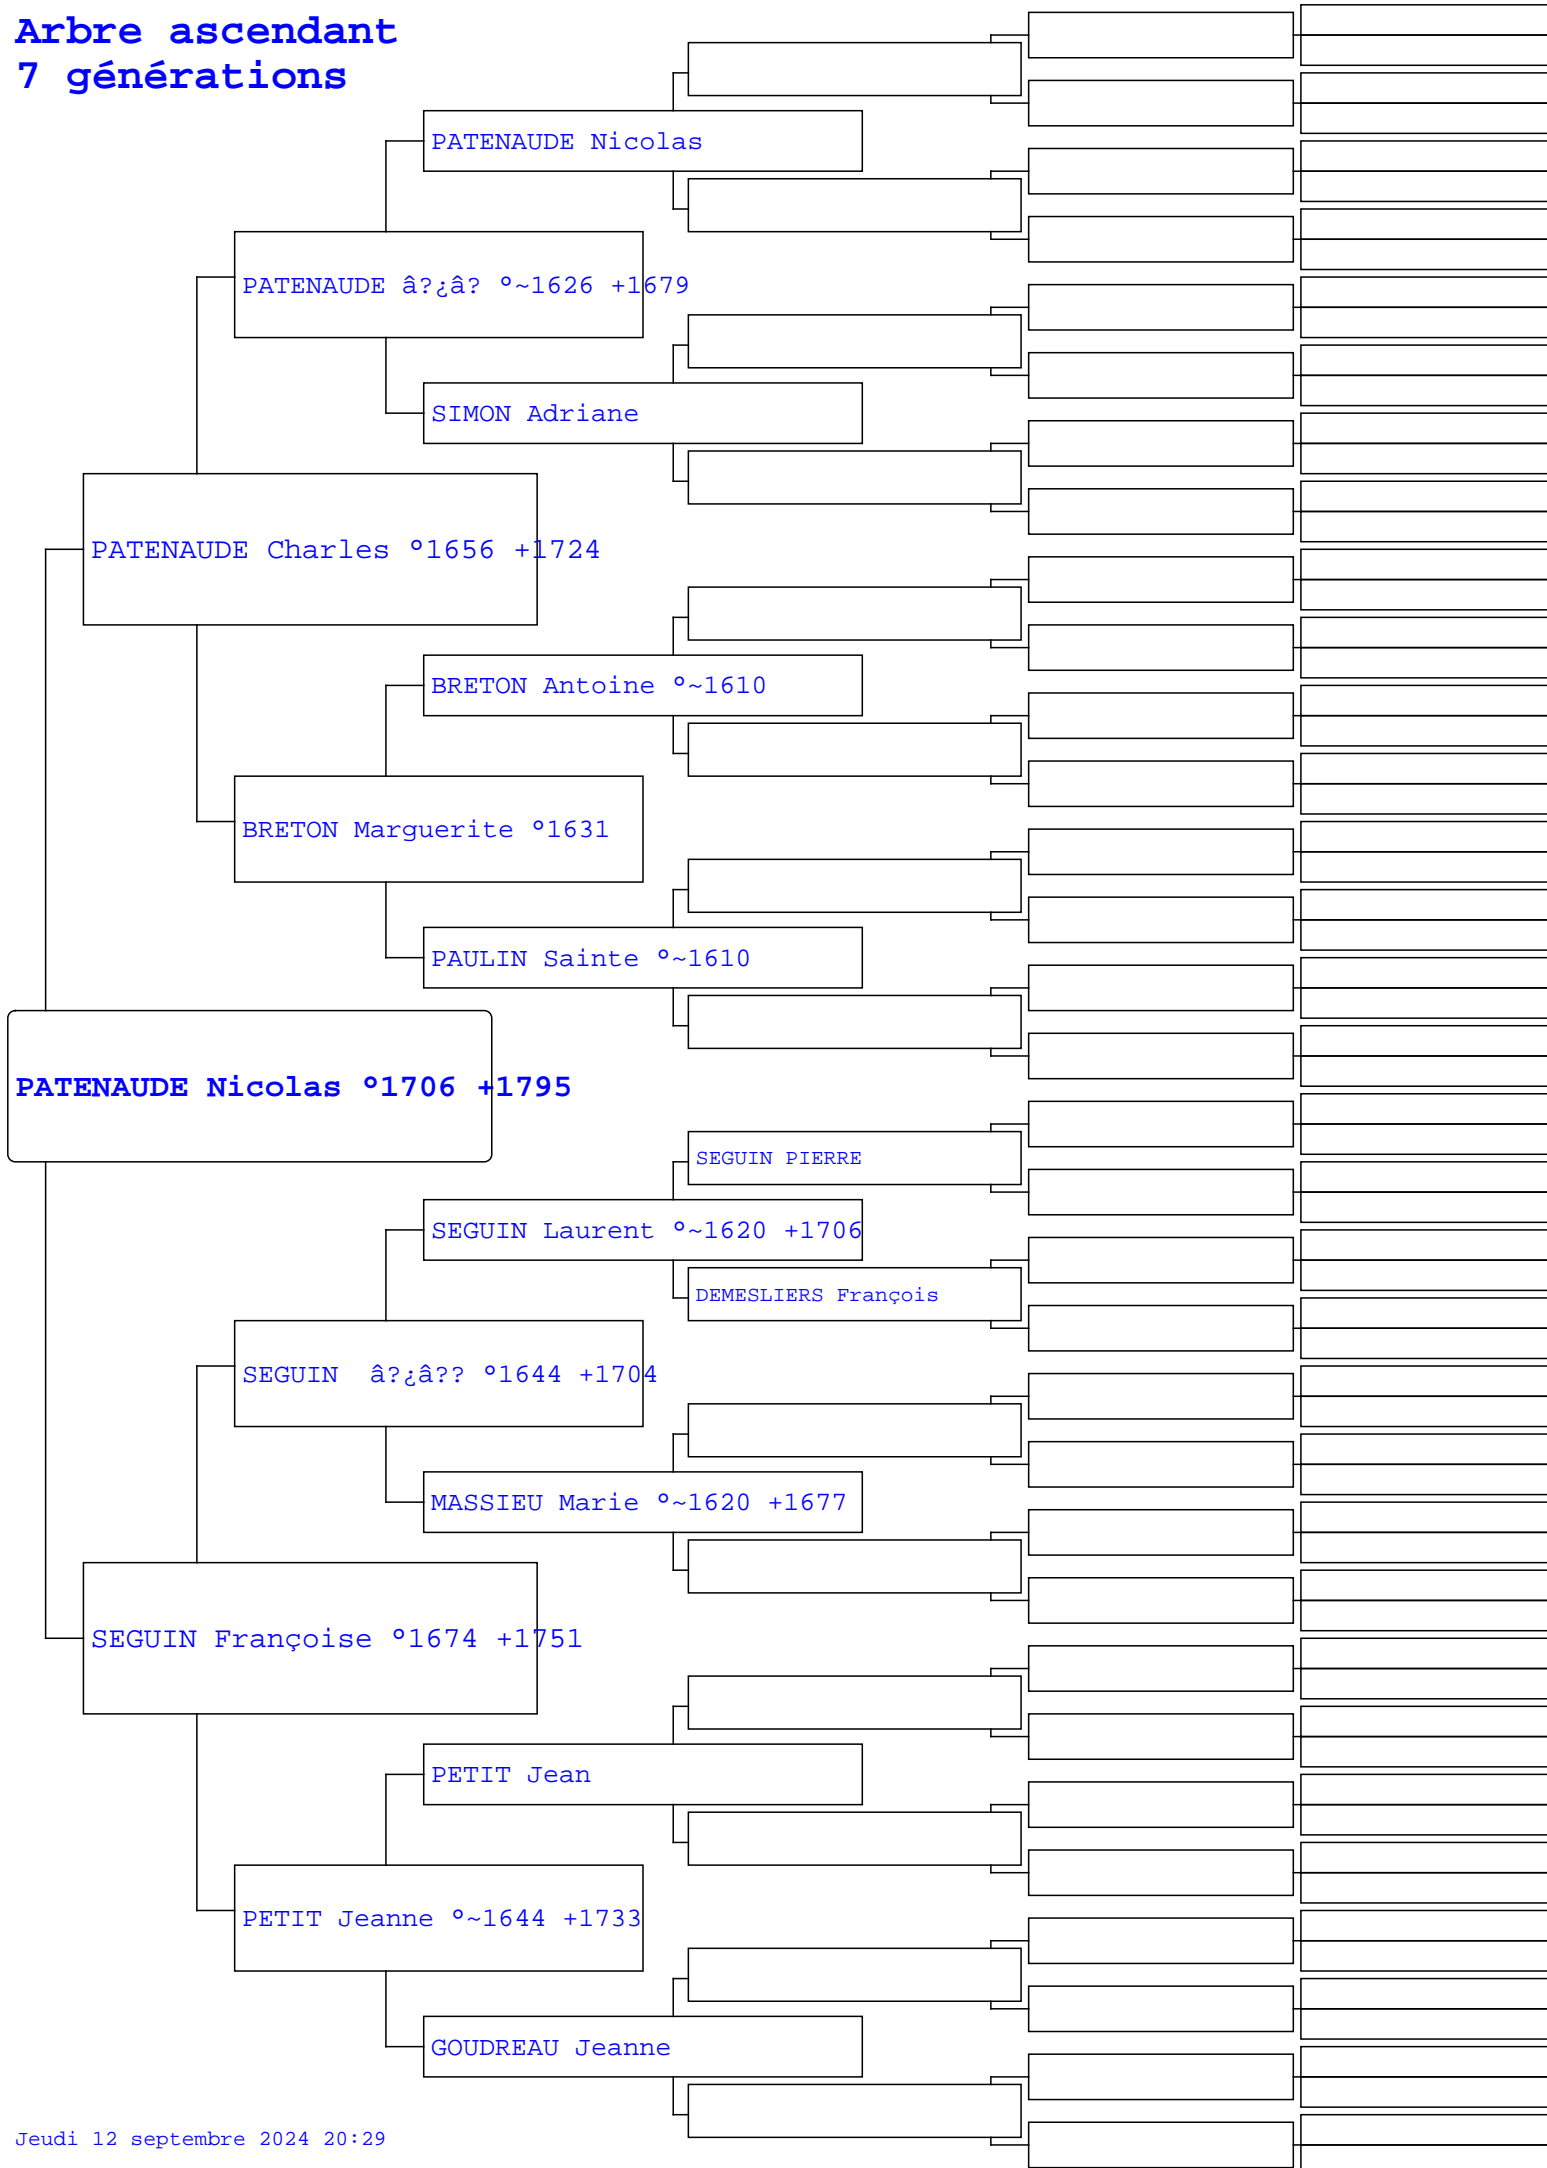 Arbre ascendant
7 générations
PATENAUDE Nicolas
PATENAUDE â?¿â? °~1626 +1679
SIMON Adriane
PATENAUDE Charles °1656 +1724
BRETON Antoine °~1610
BRETON Marguerite °1631
PAULIN Sainte °~1610
PATENAUDE Nicolas °1706 +1795
SEGUIN PIERRE
SEGUIN Laurent °~1620 +1706
DEMESLIERS François
SEGUIN  â?¿â?? °1644 +1704
MASSIEU Marie °~1620 +1677
SEGUIN Françoise °1674 +1751
PETIT Jean
PETIT Jeanne °~1644 +1733
GOUDREAU Jeanne
Jeudi 12 septembre 2024 20:29